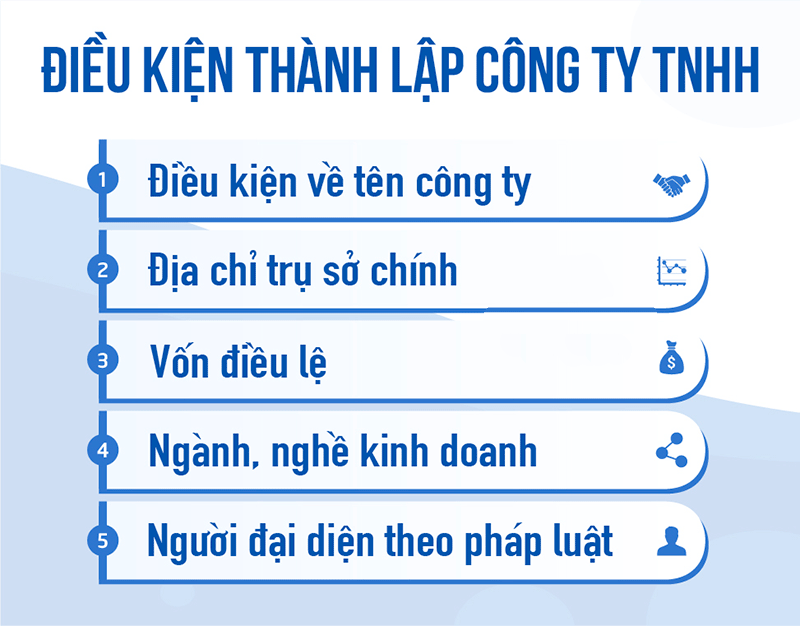 ĐIỀU KIỆN THÀNH LẬP CÔNG TY TNHH
1 Điều kiện về tên công ty
2 Địa chỉ trụ sở chính
3 Vốn điều lệ
$
4 Ngành, nghề kinh doanh
5 Người đại diện theo pháp luật